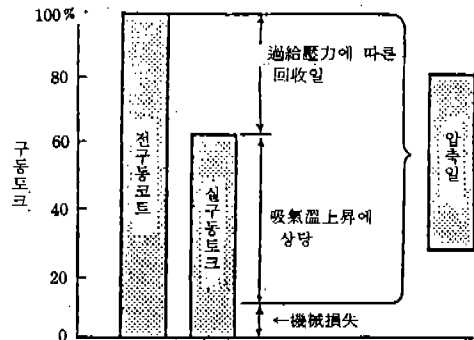 100%
80
60
40
20
0
구동토크
전구동코트
실구동토크
過給壓力에 따른
回收일
吸氣溫上昇에
상당
←機械損失
압축일